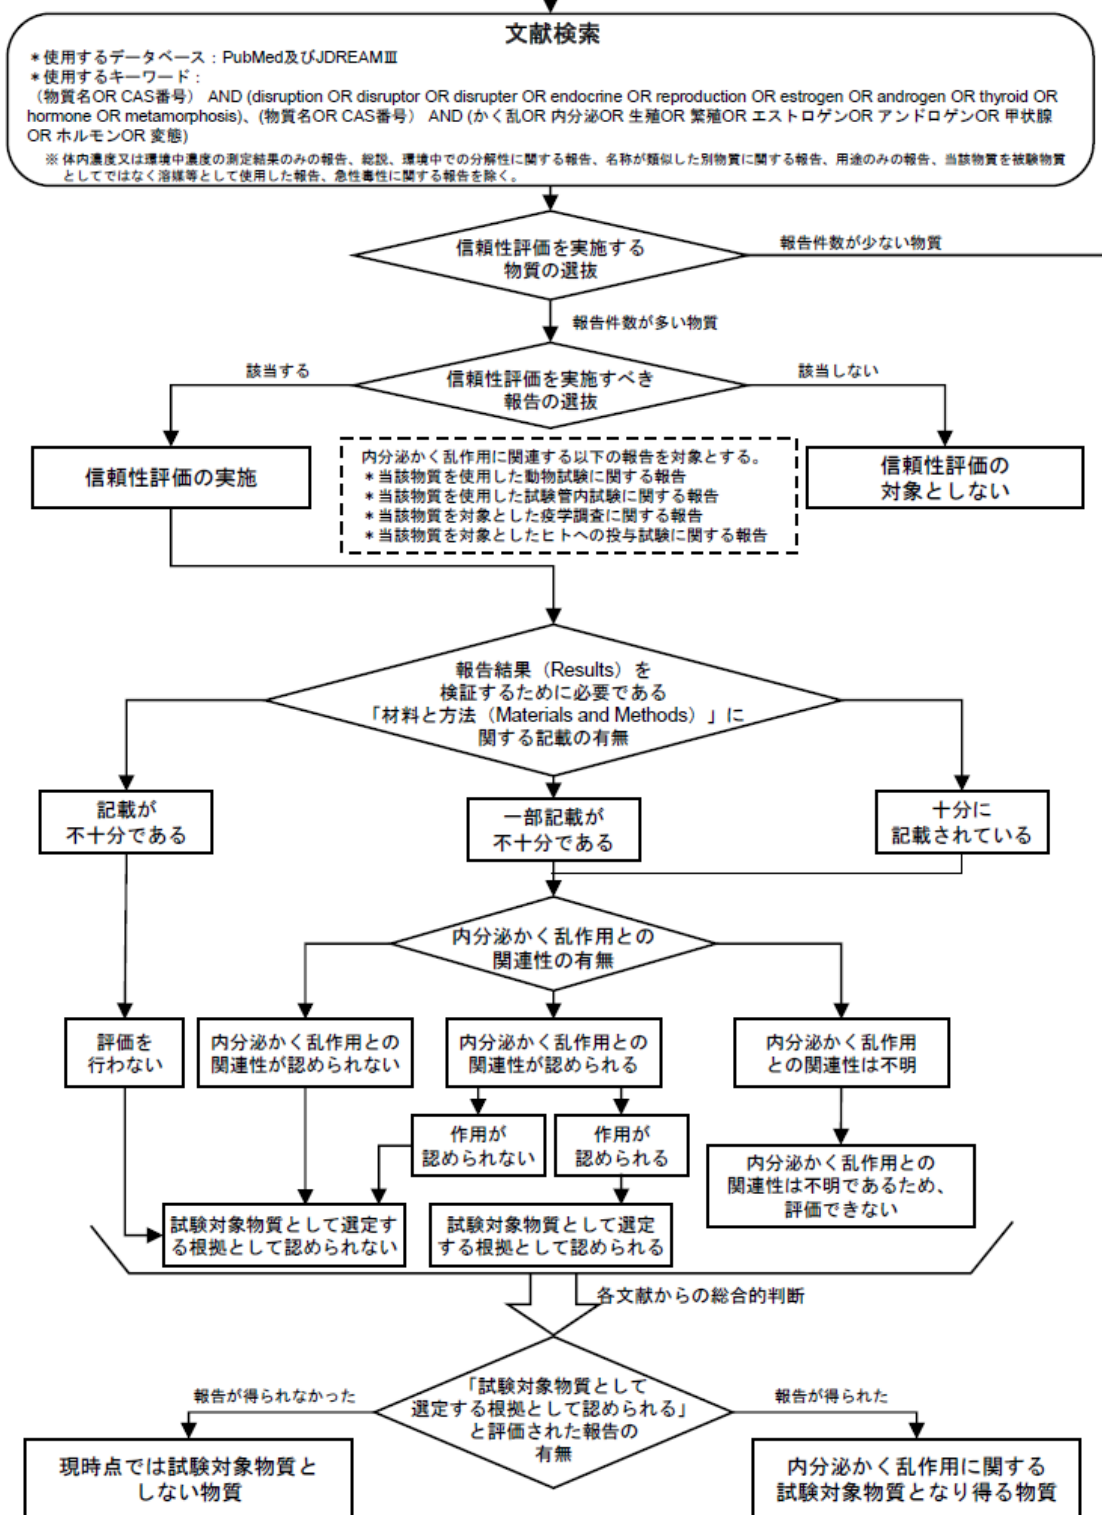 文献検索
＊使用するデータベース：PubMed及びJDREAMⅢ
＊使用するキーワード：
（物質名OR CAS番号） AND (disruption OR disruptor OR disrupter OR endocrine OR reproduction OR estrogen OR androgen OR thyroid OR
hormone OR metamorphosis)、(物質名OR CAS番号） AND (かく乱OR 内分泌OR 生殖OR 繁殖OR エストロゲンOR アンドロゲンOR 甲状腺
OR ホルモンOR 変態)
※ 体内濃度又は環境中濃度の測定結果のみの報告、総説、環境中での分解性に関する報告、名称が類似した別物質に関する報告、用途のみの報告、当該物質を被験物質
としてではなく溶媒等として使用した報告、急性毒性に関する報告を除く。
信頼性評価を実施する
物質の選抜
報告件数が少ない物質
報告件数が多い物質
該当する
信頼性評価を実施すべき
報告の選抜
該当しない
信頼性評価の実施
内分泌かく乱作用に関連する以下の報告を対象とする。
＊当該物質を使用した動物試験に関する報告
＊当該物質を使用した試験管内試験に関する報告
＊当該物質を対象とした疫学調査に関する報告
＊当該物質を対象としたヒトへの投与試験に関する報告
信頼性評価の
対象としない
報告結果（Results）を
検証するために必要である
「材料と方法（Materials and Methods）」に
関する記載の有無
記載が
不十分である
一部記載が
不十分である
十分に
記載されている
内分泌かく乱作用との
関連性の有無
評価を
行わない
内分泌かく乱作用との
関連性が認められない
内分泌かく乱作用との
関連性が認められる
内分泌かく乱作用
との関連性は不明
作用が
認められない
作用が
認められる
内分泌かく乱作用との
関連性は不明であるため、
評価できない
試験対象物質として選定す
る根拠として認められない
試験対象物質として選定
する根拠として認められる
各文献からの総合的判断
「試験対象物質として
選定する根拠として認められる」
と評価された報告の
有無
報告が得られなかった
報告が得られた
現時点では試験対象物質と
しない物質
内分泌かく乱作用に関する
試験対象物質となり得る物質